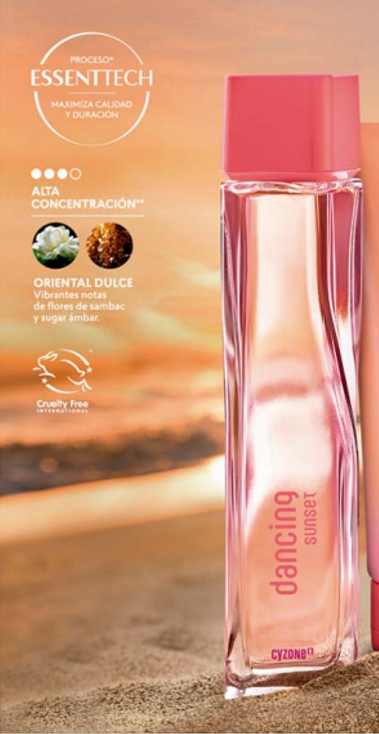 PROCESO*
ESSENTTECH
MAXIMIZA CALIDAD
Y DURACIÓN
ALTA
CONCENTRACIÓN**
ORIENTAL DULCE
Vibrantes notas
de flores de sambac
y sugar ámbar.
Cruelty Free
INTERNATIONAL
dancing
sunset
cyzone